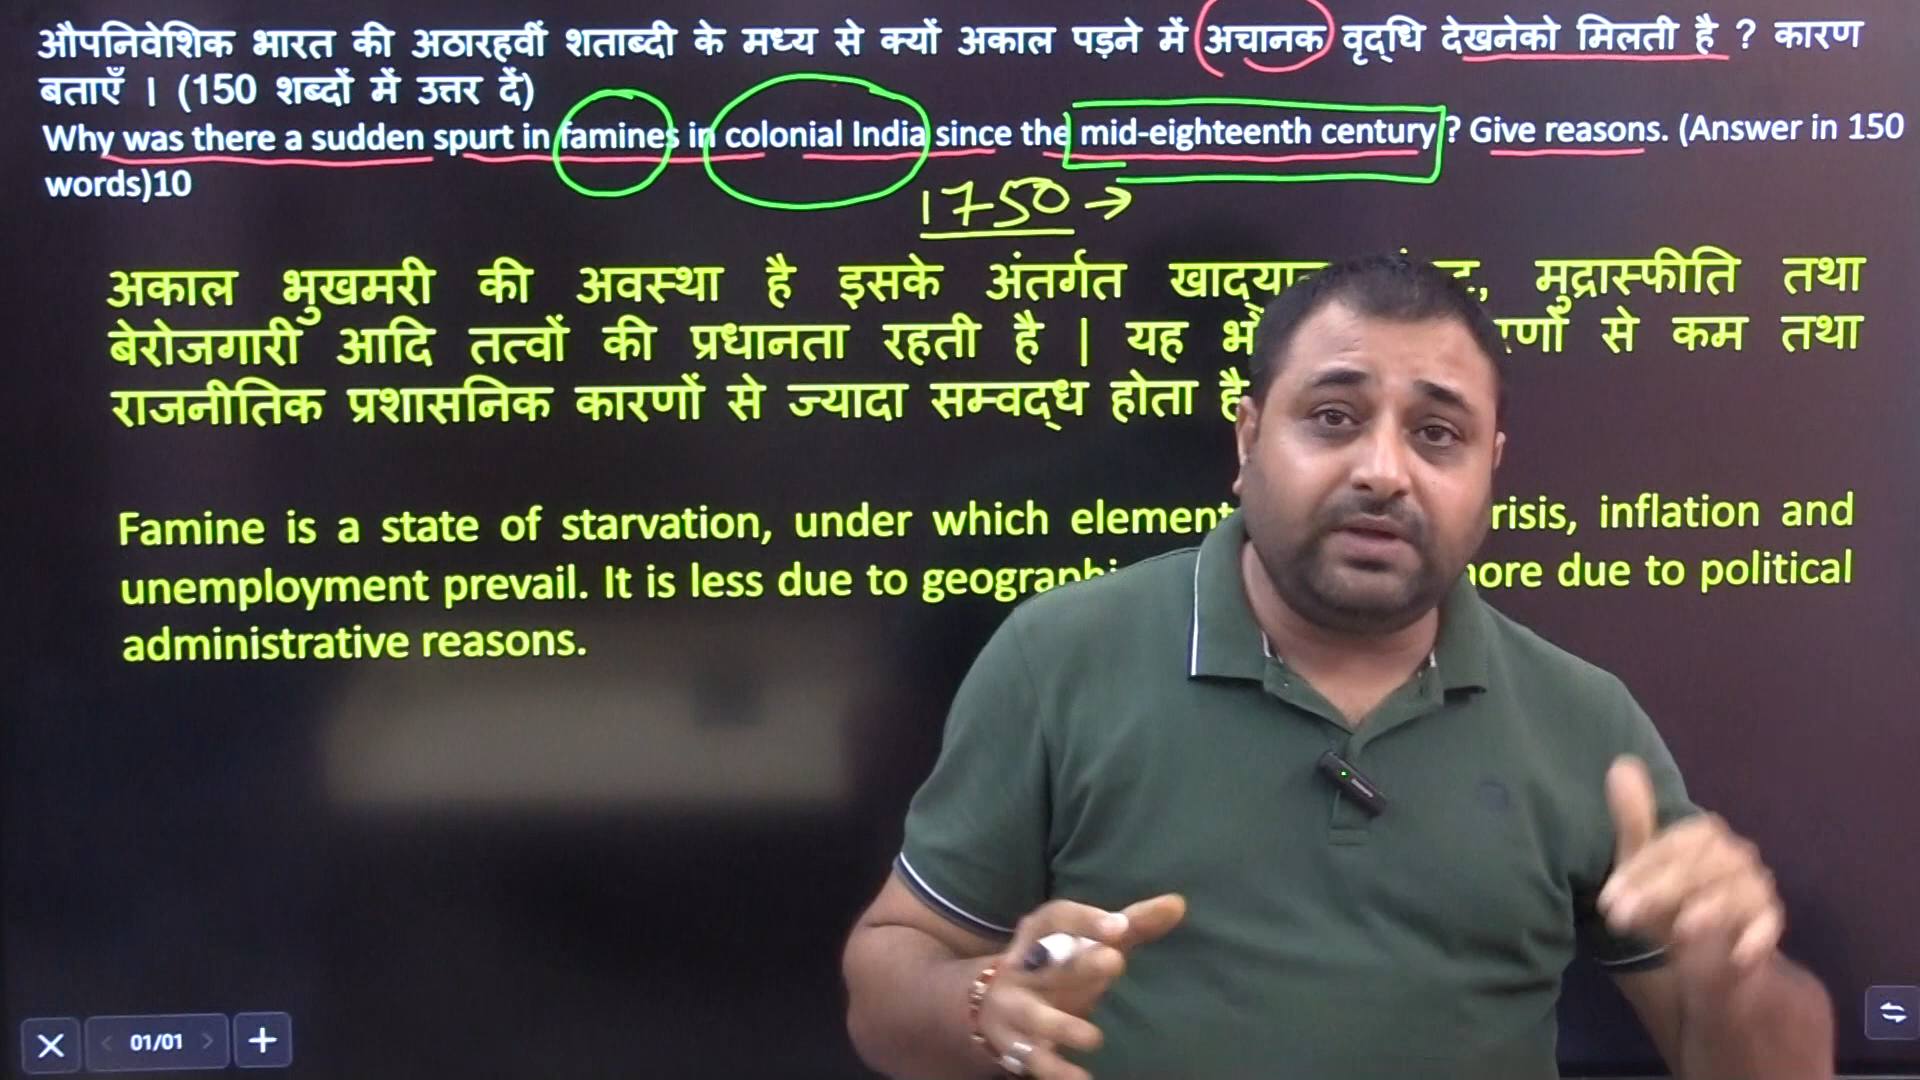 औपनिवेशिक भारत की अठारहवीं शताब्दी के मध्य से क्यों अकाल पड़ने में अचानक वृद्धि देखनेको मिलती है ? कारण
बताएँ । (150 शब्दों में उत्तर दें)
Why was there a sudden spurt in famines in colonial India since the mid-eighteenth century? Give reasons. (Answer in 150
words)10
1750 →
अकाल भुखमरी की अवस्था है इसके अंतर्गत मुद्रास्फीति तथा
बेरोजगारी आदि तत्वों की प्रधानता रहती है | यह से कम तथा
राजनीतिक प्रशासनिक कारणों से ज्यादा सम्वद्ध होता है
Famine is a state of starvation, under which inflation and
unemployment prevail. It is less due to due to political
administrative reasons.
01/01